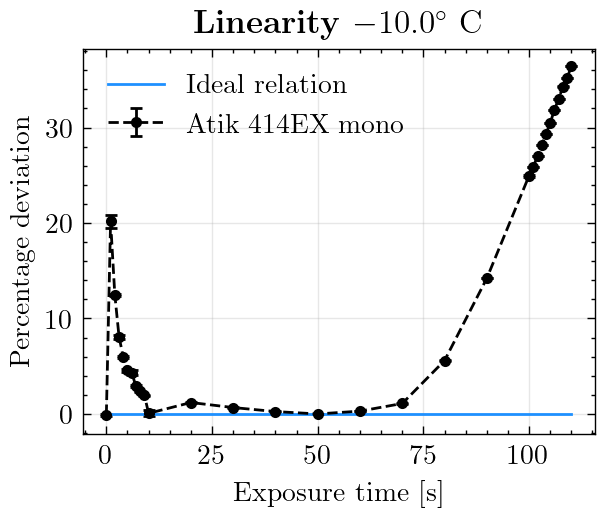 Linearity −10.0° C
Ideal relation
Atik 414EX mono
Percentage deviation
30
20
10
0
0 25 50 75 100
Exposure time [s]